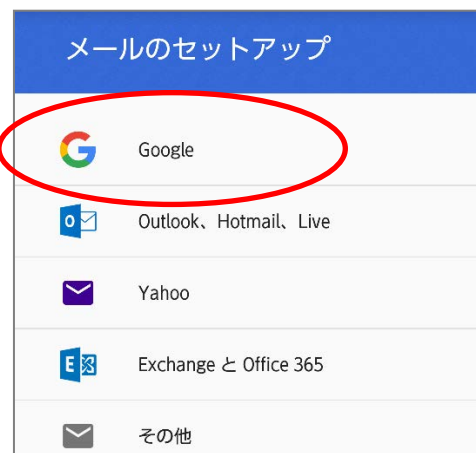 メールのセットアップ
Google
Outlook、Hotmail、Live
Yahoo
Exchange と Office 365
その他